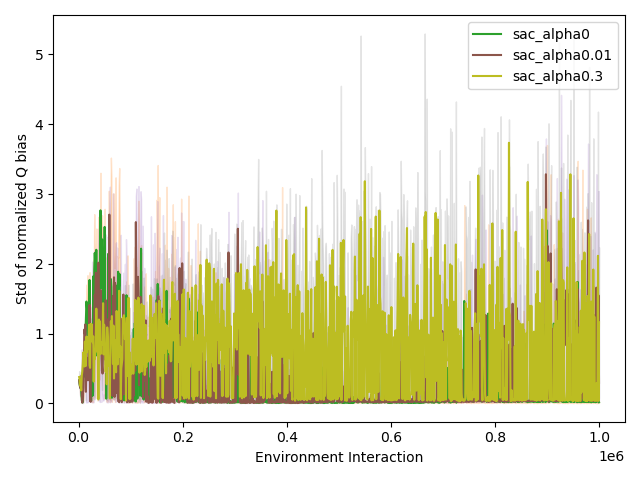 sac_alpha0
sac_alpha0.01
sac_alpha0.3
Std of normalized Q bias
5
4
3
2
1
0
0.0 0.2 0.4 0.6 0.8 1.0
1e6
Environment Interaction